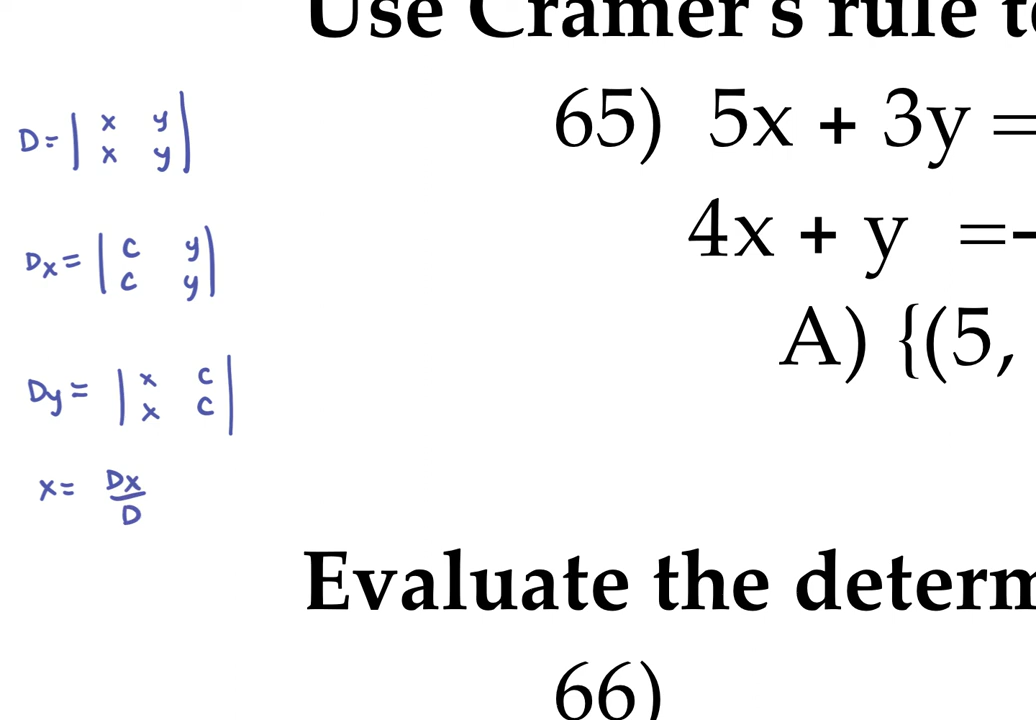 Use Cramer's rule to
65) 5x + 3y =
4x + y =-
A) {(5,
D= | x y |
| x y |
Dx= | c y |
| c y |
Dy= | x c |
| x c |
x= Dx
D
Evaluate the determ
66)